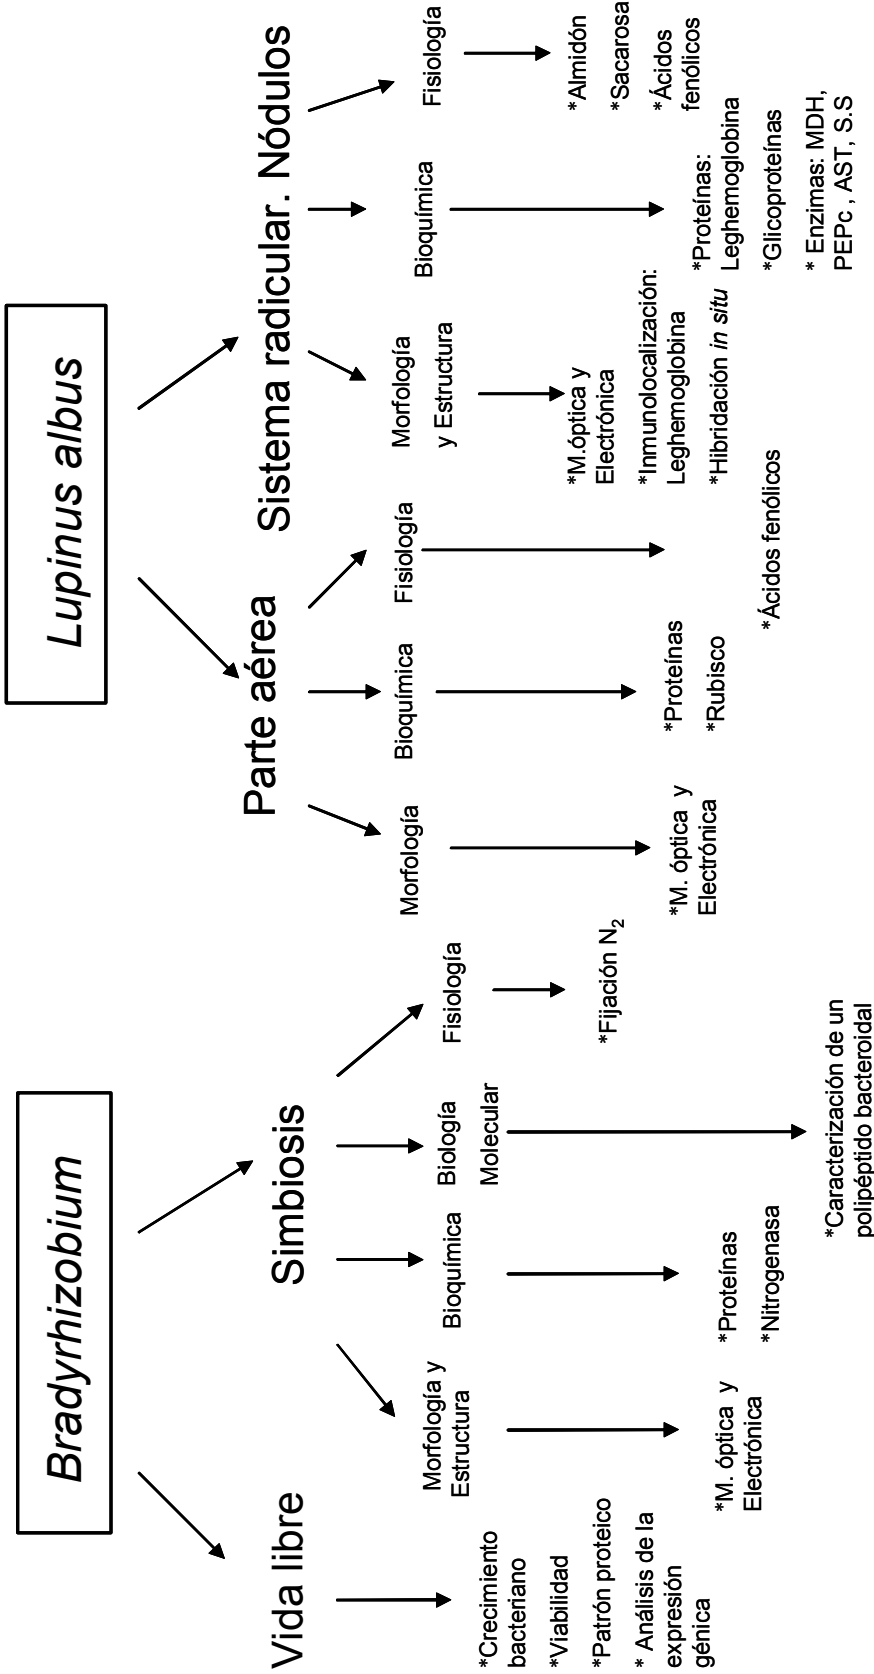 Bradyrhizobium
Vida libre
*Crecimiento
bacteriano
*Viabilidad
*Patrón proteico
* Análisis de la
expresión
génica
Simbiosis
Morfología y
Estructura
*M. óptica y
Electrónica
Bioquímica
*Proteínas
*Nitrogenasa
Biología
Molecular
*Caracterización de un
polipéptido bacteroidal
Fisiología
*Fijación N₂
Lupinus albus
Parte aérea
Morfología
*M. óptica y
Electrónica
Bioquímica
*Proteínas
*Rubisco
Fisiología
*Ácidos fenólicos
Sistema radicular. Nódulos
Morfología
y Estructura
*M.óptica y
Electrónica
*Inmunolocalización:
Leghemoglobina
*Hibridación in situ
Bioquímica
*Proteínas:
Leghemoglobina
*Glicoproteínas
* Enzimas: MDH,
PEPc , AST, S.S
Fisiología
*Almidón
*Sacarosa
*Ácidos
fenólicos